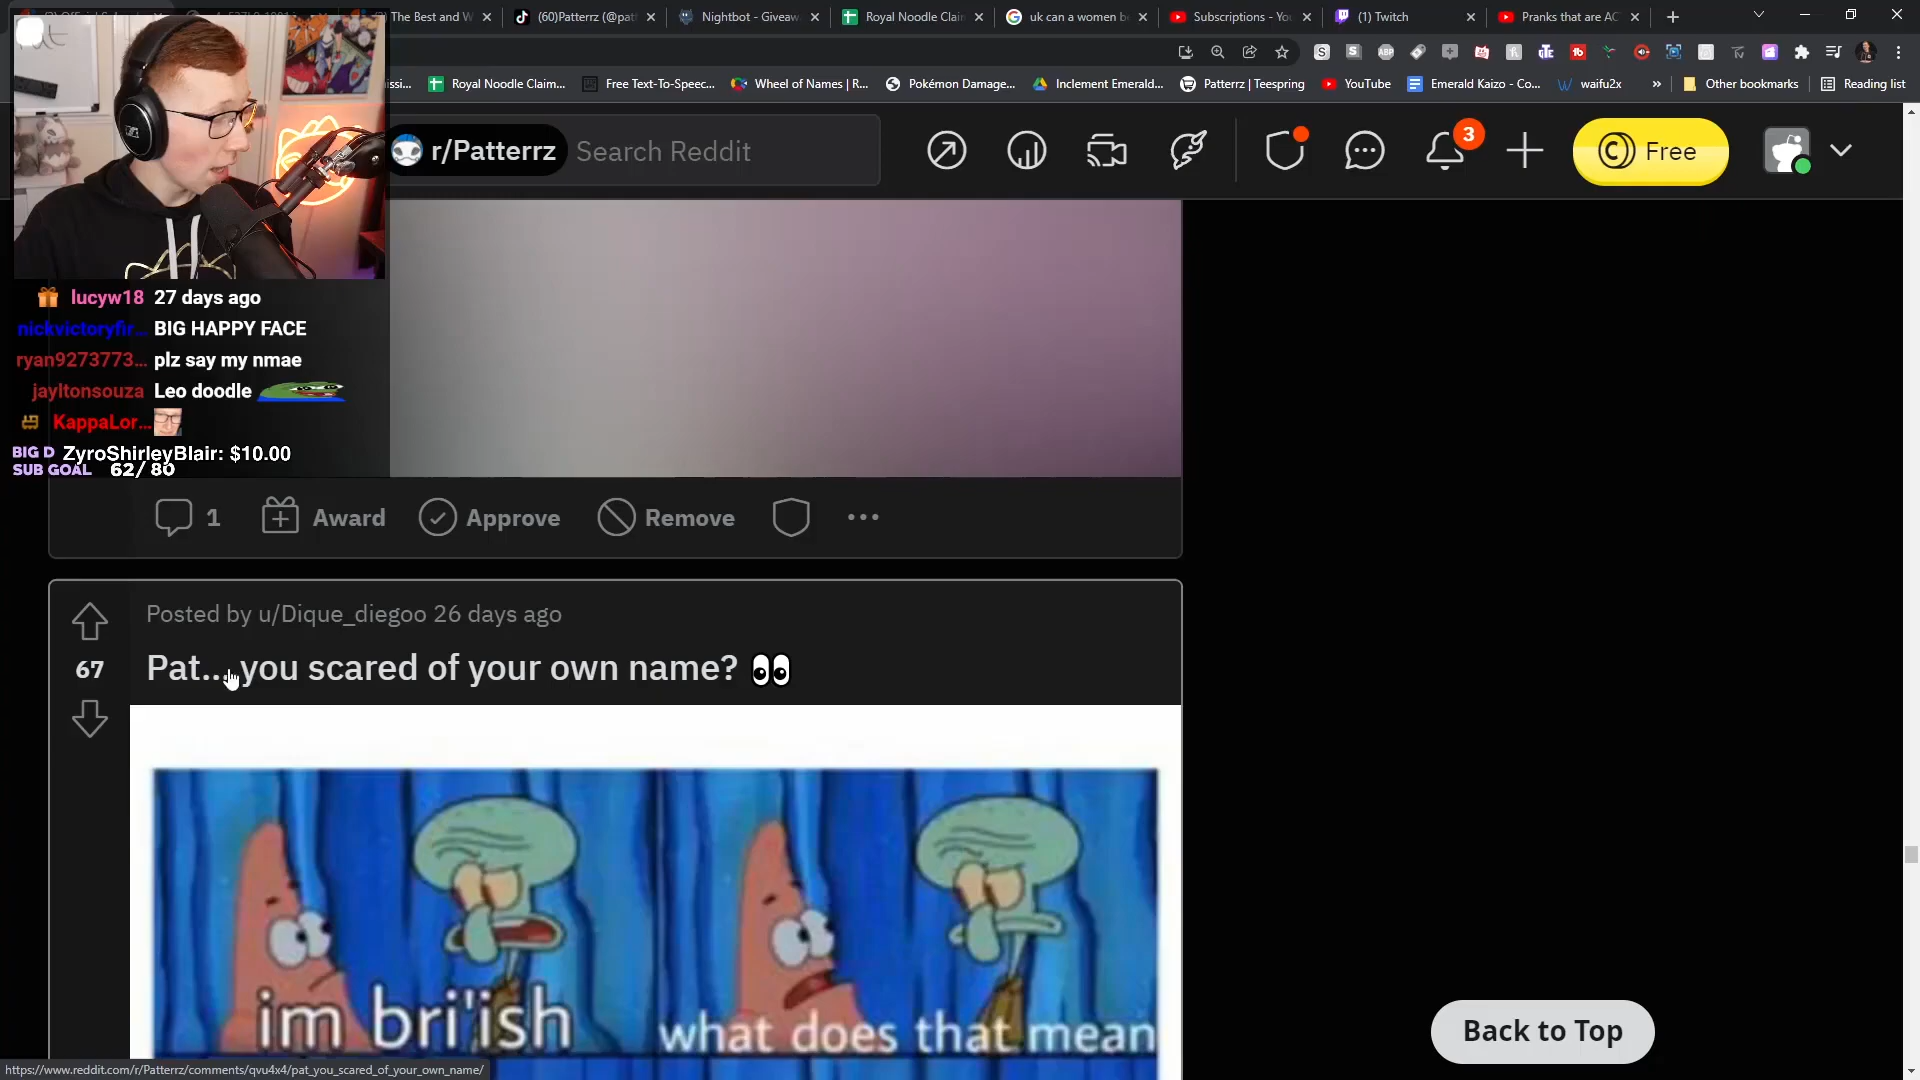 The Best and W
(60)Patterrz (@pat
Nightbot - Giveaw
Royal Noodle Clai
uk can a women b
Subscriptions - You
(1) Twitch
Pranks that are AC
Royal Noodle Claim...
Free Text-To-Speec...
Wheel of Names | R...
Pokémon Damage...
Inclement Emerald...
Patterrz | Teespring
YouTube
Emerald Kaizo - Co...
waifu2x
»
Other bookmarks
Reading list
r/Patterrz
Search Reddit
3
Free
lucyw18 27 days ago
nickvictoryfir... BIG HAPPY FACE
ryan9273773... plz say my nmae
jayltonsouza Leo doodle
KappaLor...
BIG D ZyroShirleyBlair: $10.00
SUB GOAL 62/80
1 Award Approve Remove
Posted by u/Dique_diegoo 26 days ago
67
Pat....you scared of your own name?
im bri'ish
what does that mean
Back to Top
https://www.reddit.com/r/Patterrz/comments/qvu4x4/pat_you_scared_of_your_own_name/